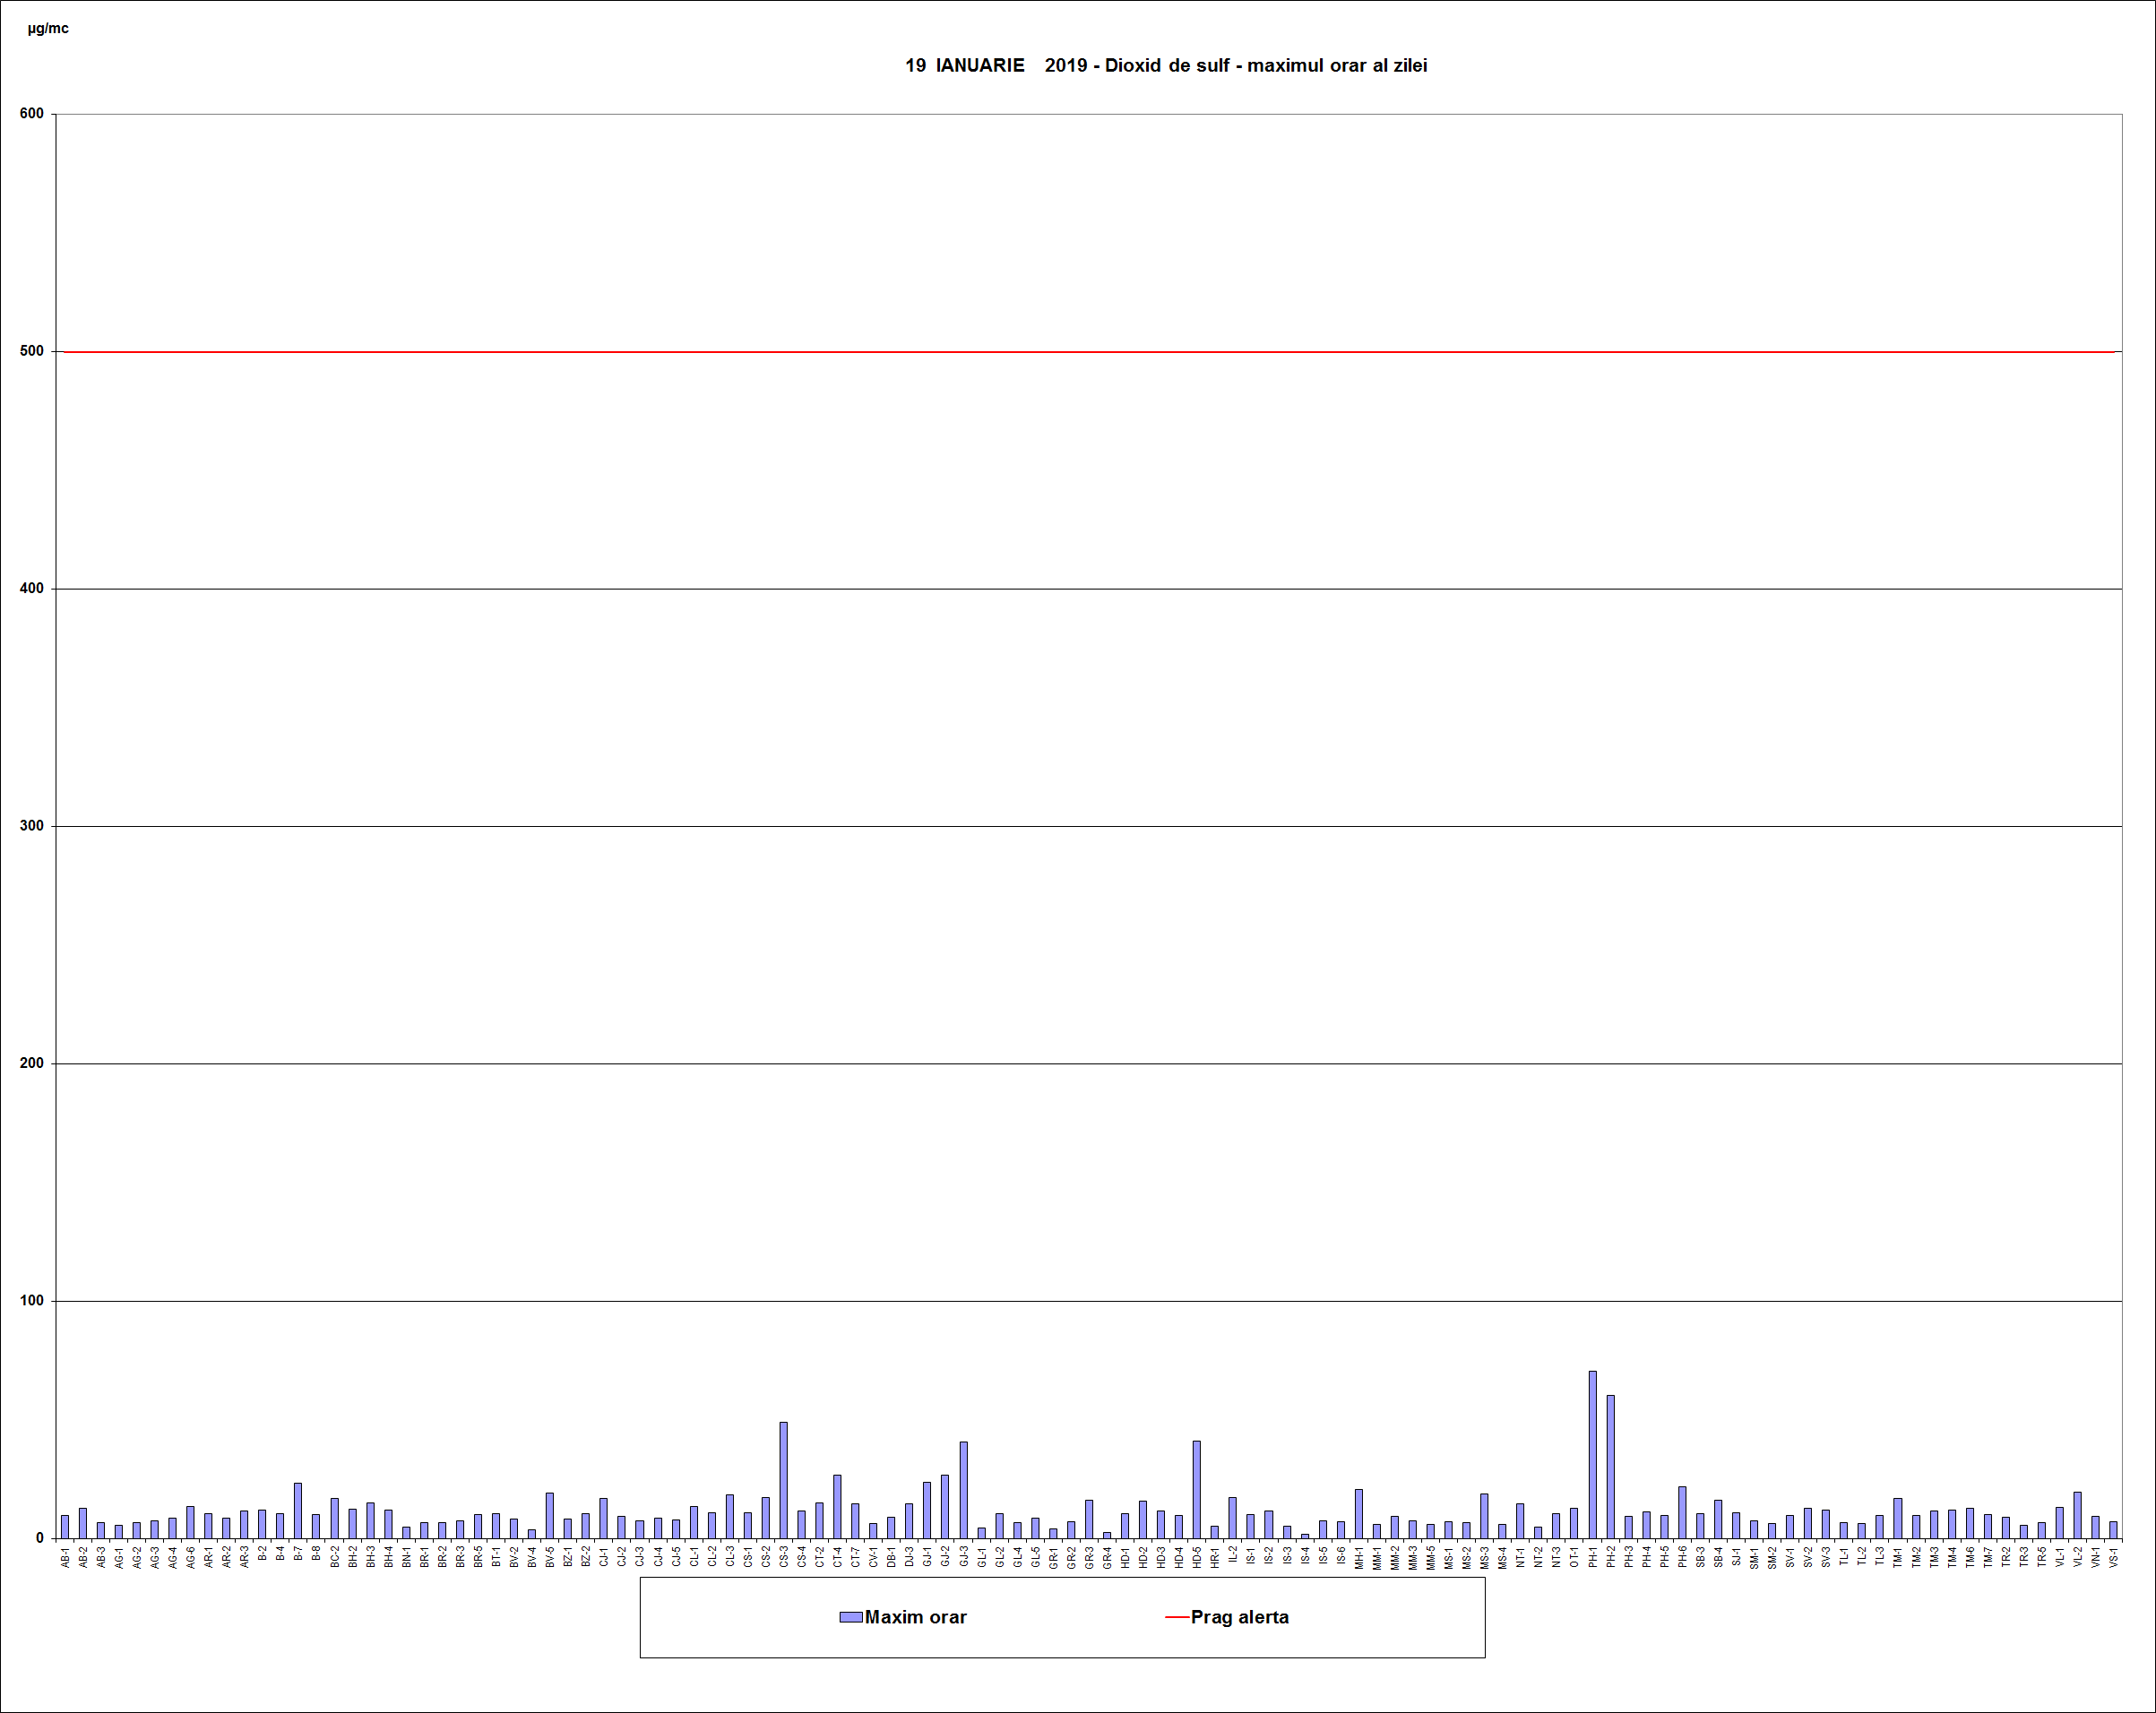 µg/mc
19 IANUARIE 2019 - Dioxid de sulf - maximul orar al zilei
600
500
400
300
200
100
0
AB-1 AB-2 AB-3 AG-1 AG-2 AG-3 AG-4 AG-6 AR-1 AR-2 AR-3 B-2 B-4 B-7 B-8 BC-2 BH-2 BH-3 BH-4 BN-1 BR-1 BR-2 BR-3 BR-5 BT-1 BV-2 BV-4 BV-5 BZ-1 BZ-2 CJ-1 CJ-2 CJ-3 CJ-4 CJ-5 CL-1 CL-2 CL-3 CS-1 CS-2 CS-3 CS-4 CT-2 CT-4 CT-7 CV-1 DB-1 DJ-3 GJ-1 GJ-2 GJ-3 GL-1 GL-2 GL-4 GL-5 GR-1 GR-2 GR-3 GR-4 HD-1 HD-2 HD-3 HD-4 HD-5 HR-1 IL-2 IS-1 IS-2 IS-3 IS-4 IS-5 IS-6 MH-1 MM-1 MM-2 MM-3 MM-5 MS-1 MS-2 MS-3 MS-4 NT-1 NT-2 NT-3 OT-1 PH-1 PH-2 PH-3 PH-4 PH-5 PH-6 SB-3 SB-4 SJ-1 SM-1 SM-2 SV-1 SV-2 SV-3 TL-1 TL-2 TL-3 TM-1 TM-2 TM-3 TM-4 TM-6 TM-7 TR-2 TR-3 TR-5 VL-1 VL-2 VN-1 VS-1
Maxim orar Prag alerta